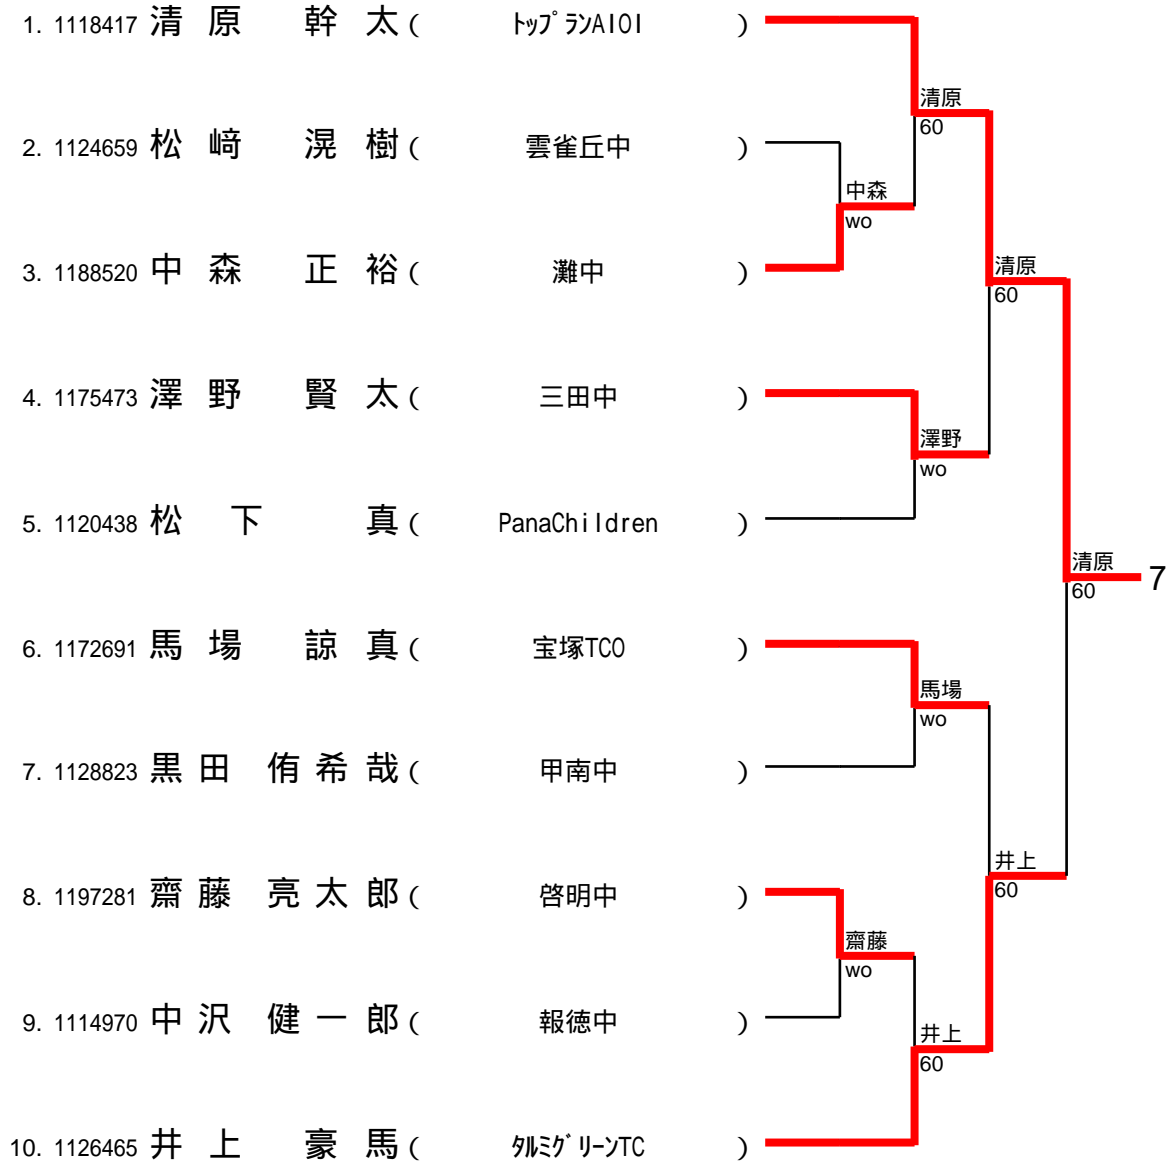 1. 1118417 清原 幹太 ( トップランAIOI )
清原
60
2. 1124659 松﨑 滉樹 ( 雲雀丘中 )
中森
wo
3. 1188520 中森 正裕 ( 灘中 )
清原
60
4. 1175473 澤野 賢太 ( 三田中 )
澤野
wo
5. 1120438 松下 真 ( PanaChildren )
清原
60
7
6. 1172691 馬場 諒真 ( 宝塚TCO )
馬場
wo
7. 1128823 黒田 侑希哉 ( 甲南中 )
井上
60
8. 1197281 齋藤 亮太郎 ( 啓明中 )
齋藤
wo
9. 1114970 中沢 健一郎 ( 報徳中 )
井上
60
10. 1126465 井上 豪馬 ( タルミグリーンTC )